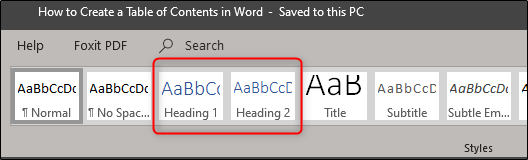 How to Create a Table of Contents in Word - Saved to this PC
Help Foxit PDF Search
AaBbCcDc AaBbCcDc AaBbCc AaBbCcD AaB AaBbCcD AaBbCcDc
¶ Normal ¶ No Spac... Heading 1 Heading 2 Title Subtitle Subtle Em...
Styles